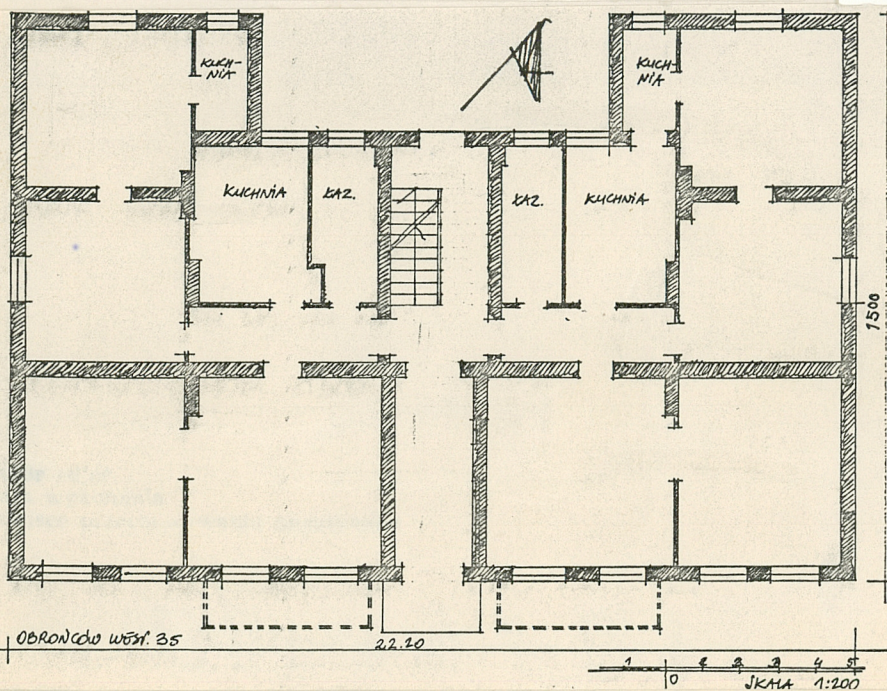 KUCH-
NIA
KUCH-
NIA
KUCHNIA
ŁAZ.
ŁAZ.
KUCHNIA
1500
OBROŃCÓW WEST. 35
22.20
1 0 1 2 3 4 5
SKALA 1:200